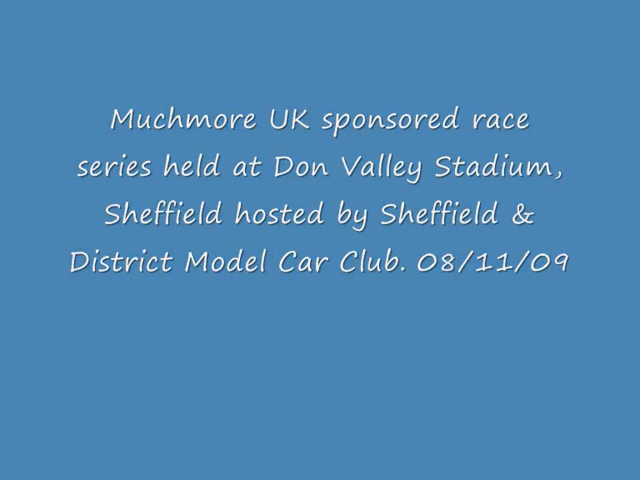 Muchmore UK sponsored race
series held at Don Valley Stadium,
Sheffield hosted by Sheffield &
District Model Car Club. 08/11/09